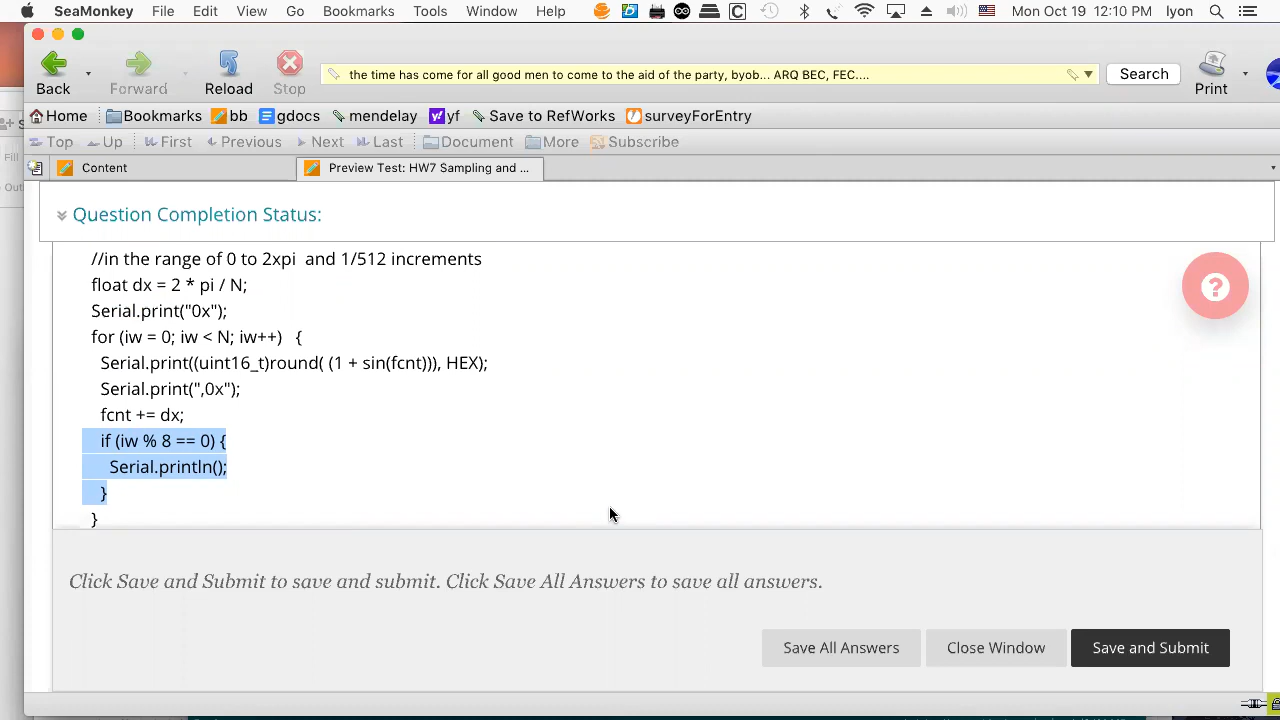 SeaMonkey File Edit View Go Bookmarks Tools Window Help Mon Oct 19 12:10 PM lyon
the time has come for all good men to come to the aid of the party, byob... ARQ BEC, FEC.... Search
Back Forward Reload Stop Print
Home Bookmarks bb gdocs mendelay yf Save to RefWorks surveyForEntry
Top Up First Previous Next Last Document More Subscribe
Content Preview Test: HW7 Sampling and ...
Question Completion Status:
//in the range of 0 to 2xpi and 1/512 increments
float dx = 2 * pi / N;
Serial.print("0x");
for (iw = 0; iw < N; iw++) {
Serial.print((uint16_t)round( (1 + sin(fcnt))), HEX);
Serial.print(",0x");
fcnt += dx;
if (iw % 8 == 0) {
Serial.println();
}
}
Click Save and Submit to save and submit. Click Save All Answers to save all answers.
Save All Answers Close Window Save and Submit